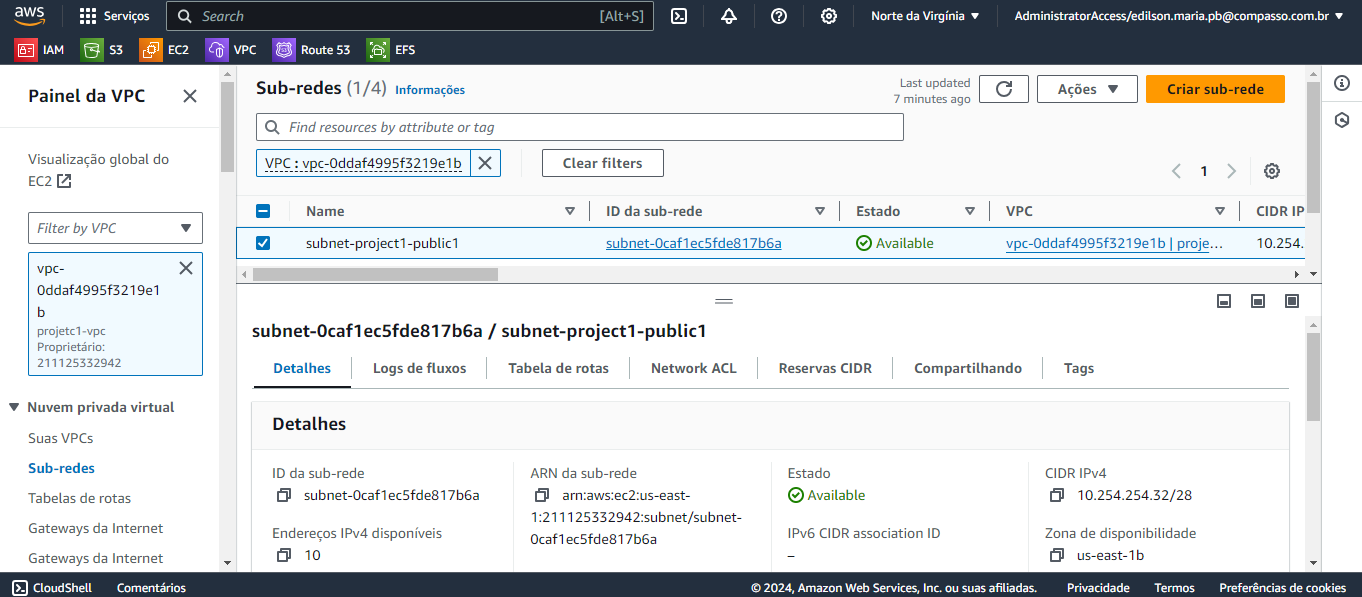 aws
Serviços
Search
[Alt+S]
Norte da Virgínia
AdministratorAccess/edilson.maria.pb@compasso.com.br
IAM
S3
EC2
VPC
Route 53
EFS
Painel da VPC
Visualização global do
EC2
Filter by VPC
vpc-
0ddaf4995f3219e1
b
projetc1-vpc
Proprietário:
211125332942
Nuvem privada virtual
Suas VPCs
Sub-redes
Tabelas de rotas
Gateways da Internet
Gateways da Internet
Sub-redes (1/4)
Informações
Last updated
7 minutes ago
Ações
Criar sub-rede
Find resources by attribute or tag
VPC : vpc-0ddaf4995f3219e1b
Clear filters
1
Name
ID da sub-rede
Estado
VPC
CIDR IP
subnet-project1-public1
subnet-0caf1ec5fde817b6a
Available
vpc-0ddaf4995f3219e1b | proje…
10.254.
subnet-0caf1ec5fde817b6a / subnet-project1-public1
Detalhes
Logs de fluxos
Tabela de rotas
Network ACL
Reservas CIDR
Compartilhando
Tags
Detalhes
ID da sub-rede
subnet-0caf1ec5fde817b6a
Endereços IPv4 disponíveis
10
ARN da sub-rede
arn:aws:ec2:us-east-
1:211125332942:subnet/subnet-
0caf1ec5fde817b6a
Estado
Available
IPv6 CIDR association ID
–
CIDR IPv4
10.254.254.32/28
Zona de disponibilidade
us-east-1b
CloudShell
Comentários
© 2024, Amazon Web Services, Inc. ou suas afiliadas.
Privacidade
Termos
Preferências de cookies